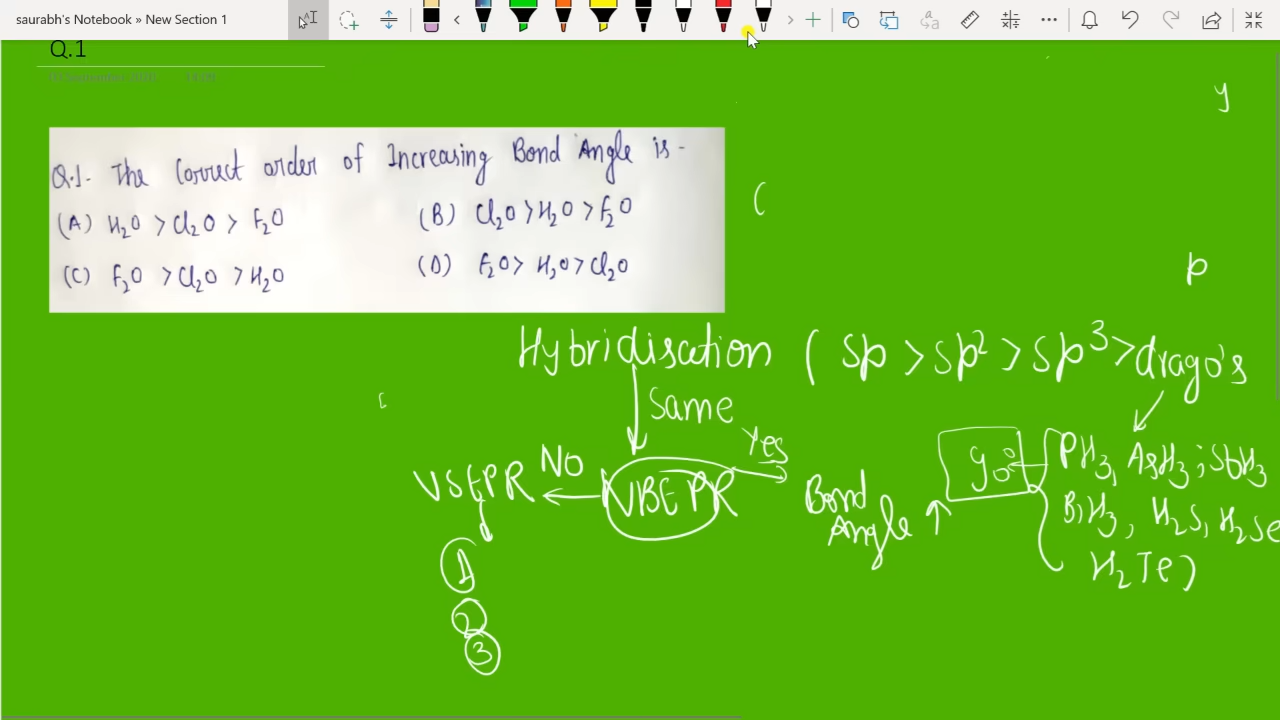 saurabh's Notebook » New Section 1
Q.1
Q.1- The Correct order of Increasing Bond Angle is -
(A) H₂O > Cl₂O > F₂O (B) Cl₂O > H₂O > F₂O
(C) F₂O > Cl₂O > H₂O (D) F₂O > H₂O > Cl₂O
y
(
p
Hybridisation ( sp > sp² > sp³ > drago's
Same
VSEPR NO VBEPR Yes Bond Angle ↑ 90° PH₃, AsH₃, SbH₃
BiH₃, H₂S, H₂Se
H₂Te)
1
2
3